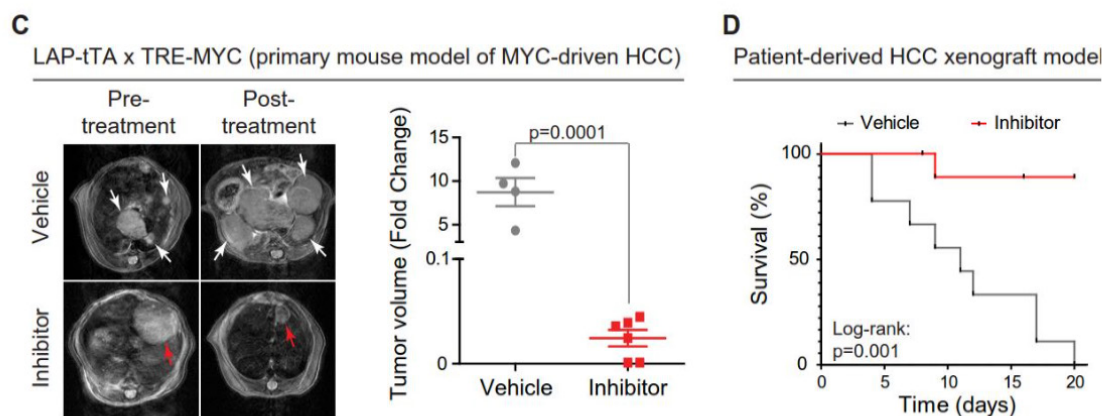 C
LAP-tTA x TRE-MYC (primary mouse model of MYC-driven HCC)
Pre-
treatment
Post-
treatment
Vehicle
Inhibitor
Tumor volume (Fold Change)
15
10
5
0.1
0
p=0.0001
Vehicle
Inhibitor
D
Patient-derived HCC xenograft model
Vehicle
Inhibitor
Survival (%)
100
50
0
Log-rank:
p=0.001
0
5
10
15
20
Time (days)